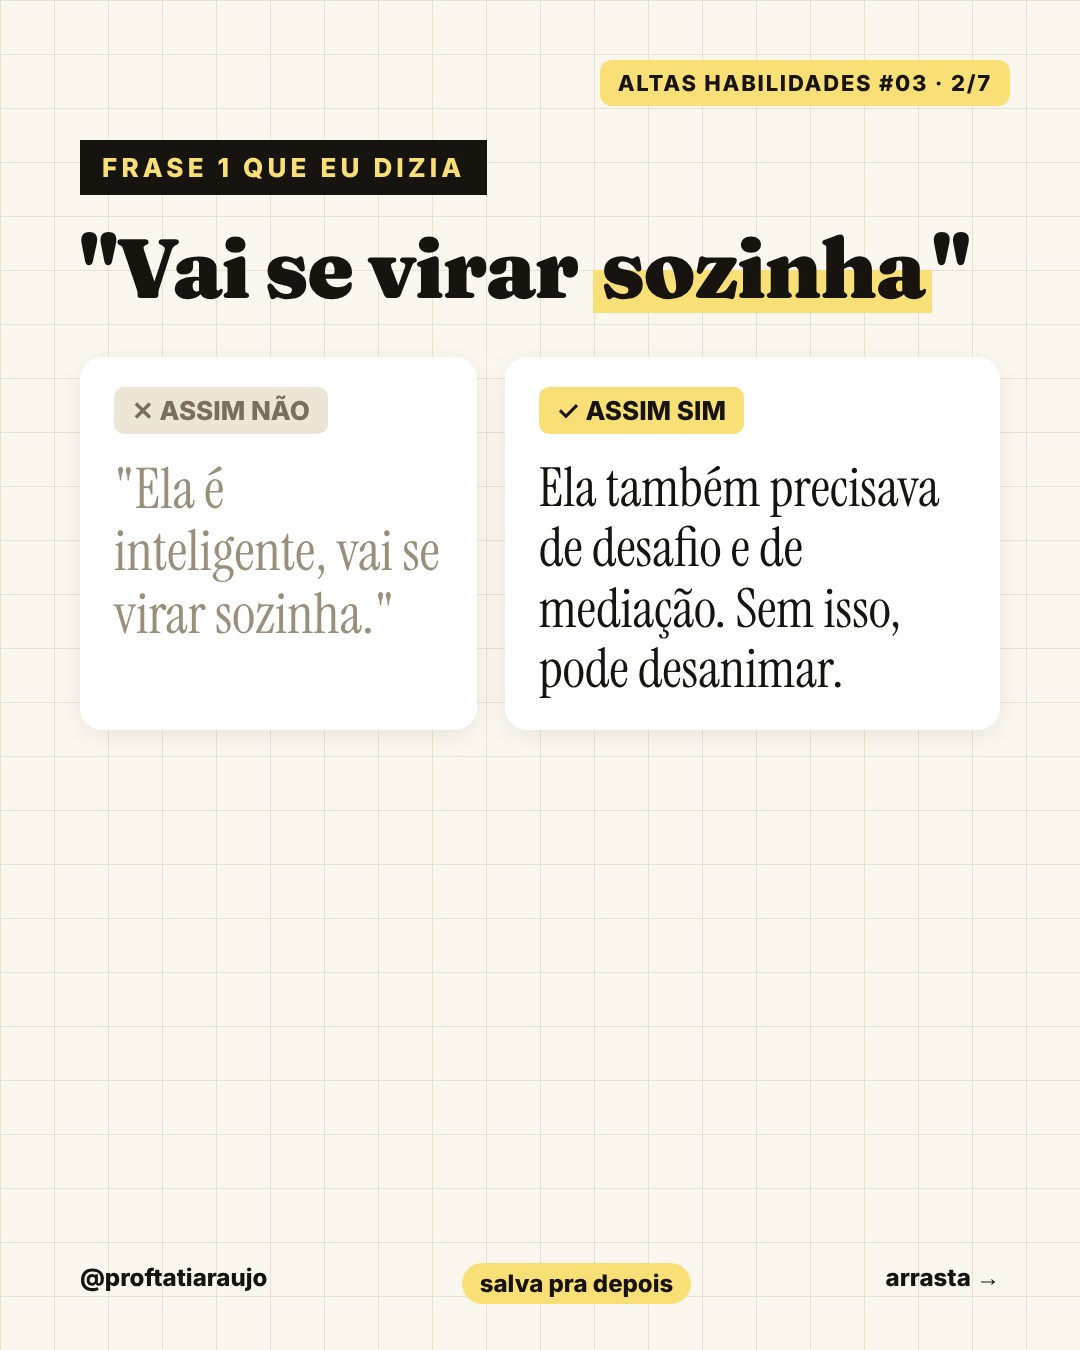 ALTAS HABILIDADES #03 · 2/7
FRASE 1 QUE EU DIZIA
"Vai se virar sozinha"
✕ ASSIM NÃO
"Ela é
inteligente, vai se
virar sozinha."
✓ ASSIM SIM
Ela também precisava
de desafio e de
mediação. Sem isso,
pode desanimar.
@proftatiaraujo
salva pra depois
arrasta →